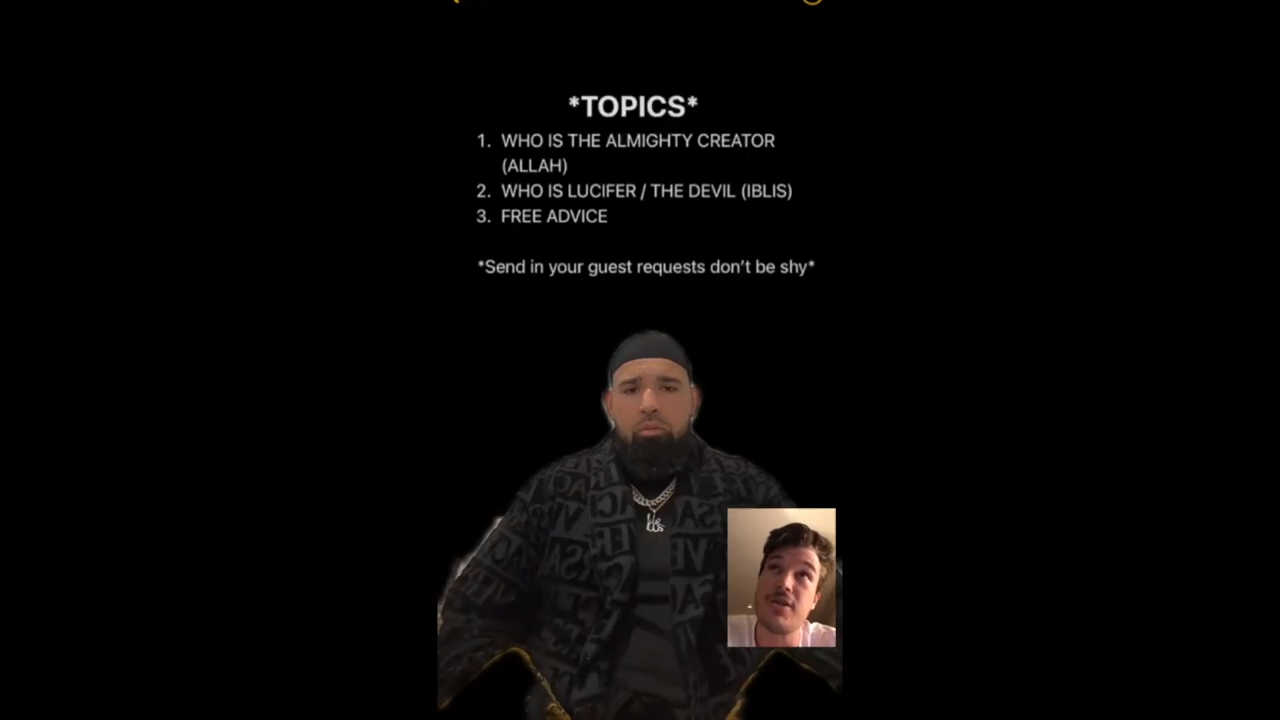 *TOPICS*
1. WHO IS THE ALMIGHTY CREATOR
(ALLAH)
2. WHO IS LUCIFER / THE DEVIL (IBLIS)
3. FREE ADVICE
*Send in your guest requests don't be shy*